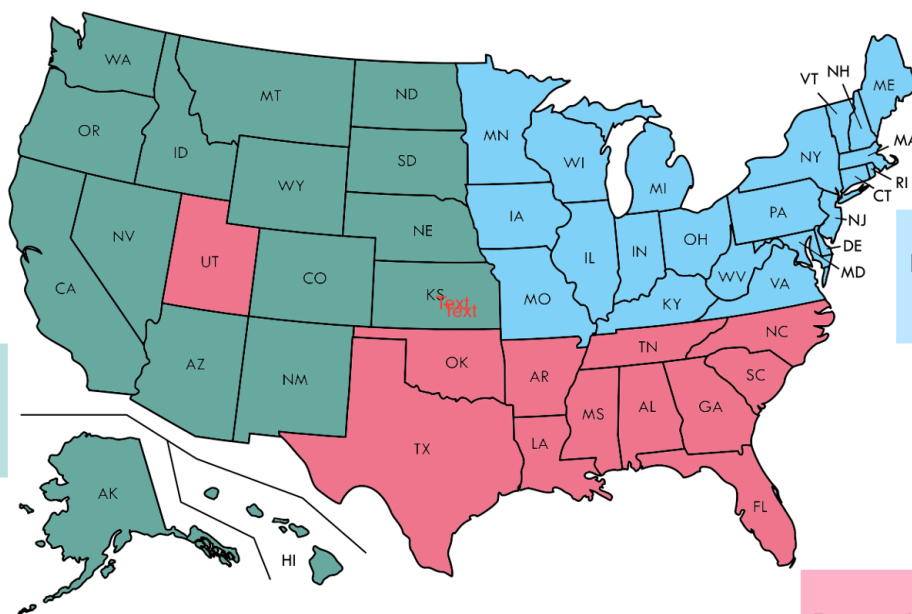 WA
MT
ND
MN
VT
NH
ME
OR
ID
SD
WI
MI
NY
MA
WY
RI
CT
IA
PA
NJ
NE
NV
UT
CO
IL
IN
OH
WV
DE
MD
VA
CA
KS
MO
KY
Text
Text
TN
NC
AZ
NM
OK
AR
SC
MS
AL
GA
TX
LA
AK
FL
HI